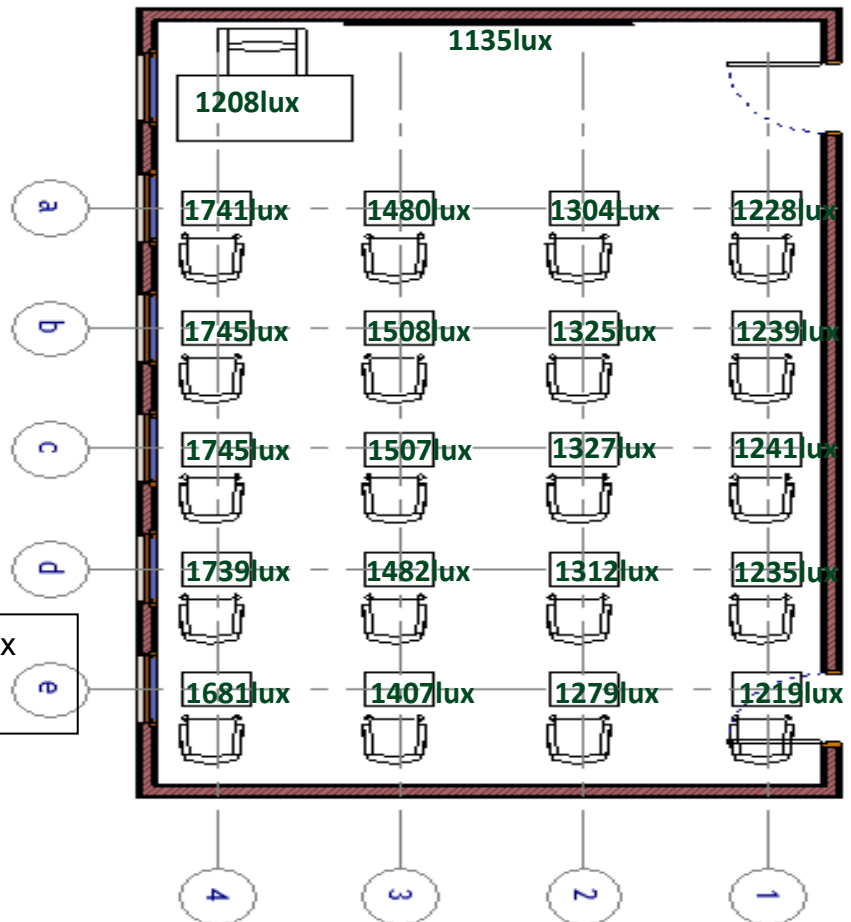 1135lux
1208lux
a 1741lux 1480lux 1304Lux 1228lux
b 1745lux 1508lux 1325lux 1239lux
c 1745lux 1507lux 1327lux 1241lux
d 1739lux 1482lux 1312lux 1235lux
x
e 1681lux 1407lux 1279lux 1219lux
4 3 2 1